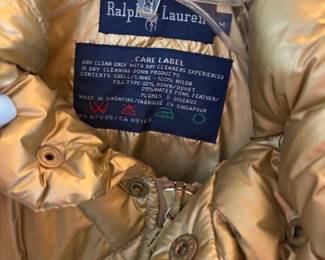 Ralph Lauren
M
CARE LABEL
DRY CLEAN ONLY WITH DRY CLEANERS EXPERIENCED
IN DRY CLEANING DOWN PRODUCTS.
CONTENTS: SHELL/LINING-100% NYLON
FILL TYPE:80% DOWN/DUVET
20% WATER FOWL FEATHER/
PLUMES D OISEAUX
MADE IN SINGAPORE/FABRIQUE EN SINGAPOUR